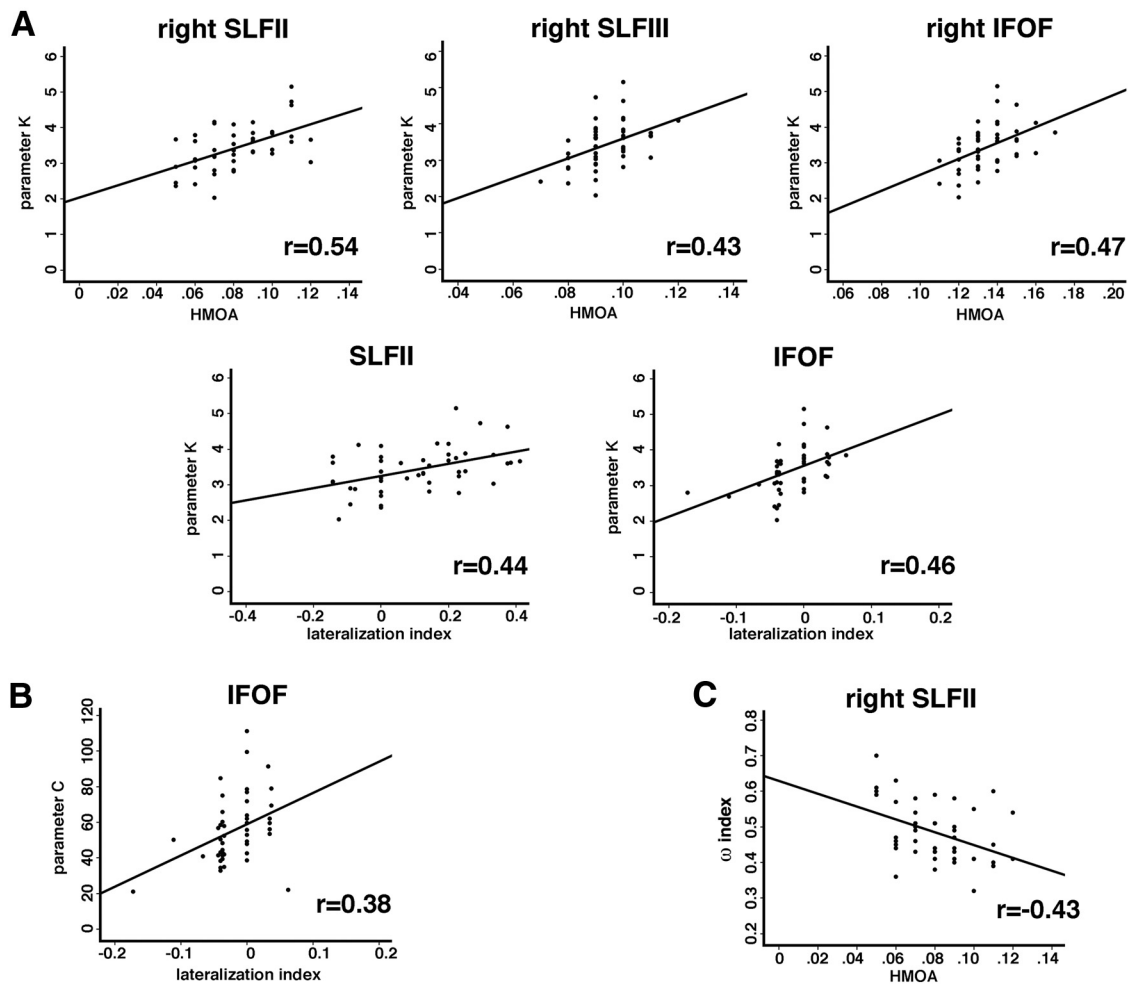 A
right SLFII
right SLFIII
right IFOF
parameter K
0 1 2 3 4 5 6
0 .02 .04 .06 .08 .10 .12 .14
HMOA
r=0.54
parameter K
0 1 2 3 4 5 6
.04 .06 .08 .10 .12 .14
HMOA
r=0.43
parameter K
0 1 2 3 4 5 6
.06 .08 .10 .12 .14 .16 .18 .20
HMOA
r=0.47
SLFII
parameter K
0 1 2 3 4 5 6
-0.4 -0.2 0 0.2 0.4
lateralization index
r=0.44
IFOF
parameter K
0 1 2 3 4 5 6
-0.2 -0.1 0 0.1 0.2
lateralization index
r=0.46
B
IFOF
parameter C
0 20 40 60 80 100 120
-0.2 -0.1 0 0.1 0.2
lateralization index
r=0.38
C
right SLFII
ω index
0.2 0.3 0.4 0.5 0.6 0.7 0.8
0 .02 .04 .06 .08 .10 .12 .14
HMOA
r=-0.43